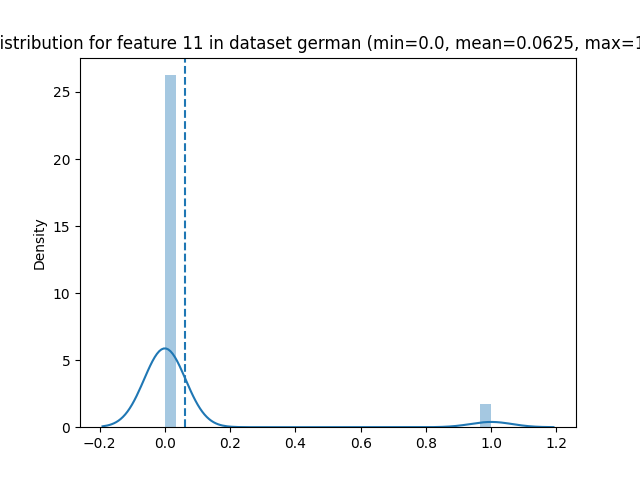 istribution for feature 11 in dataset german (min=0.0, mean=0.0625, max=1
25
20
15
10
5
0
Density
−0.2 0.0 0.2 0.4 0.6 0.8 1.0 1.2